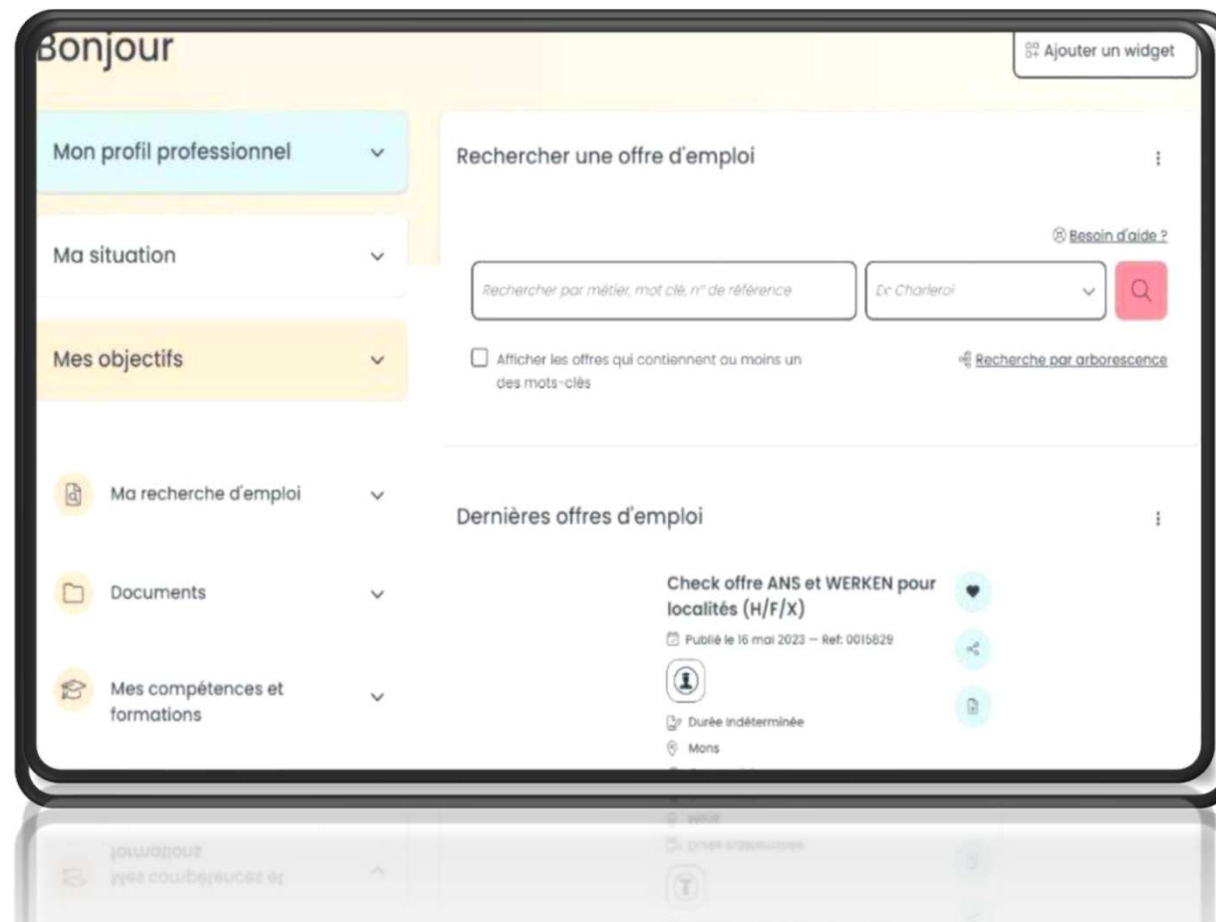 Bonjour
Ajouter un widget
Mon profil professionnel
Ma situation
Mes objectifs
Ma recherche d'emploi
Documents
Mes compétences et
formations
Rechercher une offre d'emploi
Besoin d'aide ?
Rechercher par métier, mot clé, n° de référence
Ex: Charleroi
Afficher les offres qui contiennent au moins un
des mots-clés
Recherche par arborescence
Dernières offres d'emploi
Check offre ANS et WERKEN pour
localités (H/F/X)
Publié le 16 mai 2023 — Ref: 0015829
Durée indéterminée
Mons